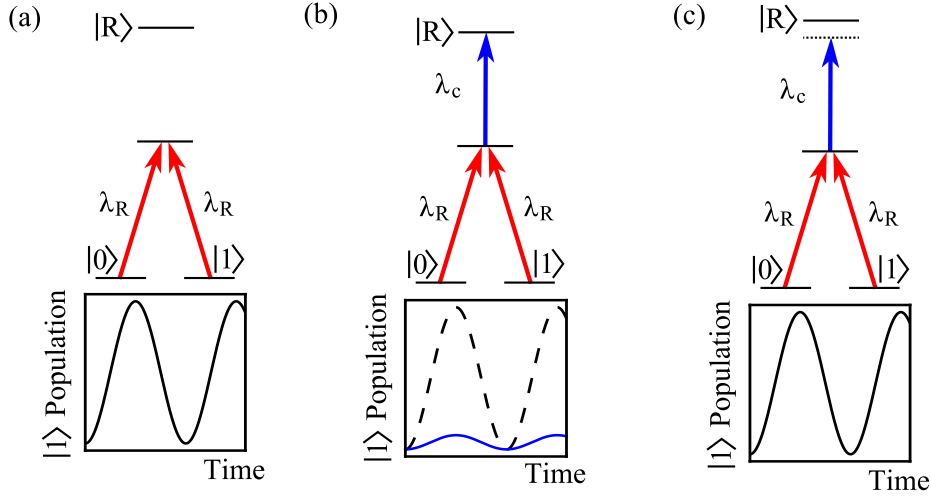 (a)
|R⟩
λR
λR
|0⟩
|1⟩
|1⟩ Population
Time
(b)
|R⟩
λc
λR
λR
|0⟩
|1⟩
|1⟩ Population
Time
(c)
|R⟩
λc
λR
λR
|0⟩
|1⟩
|1⟩ Population
Time